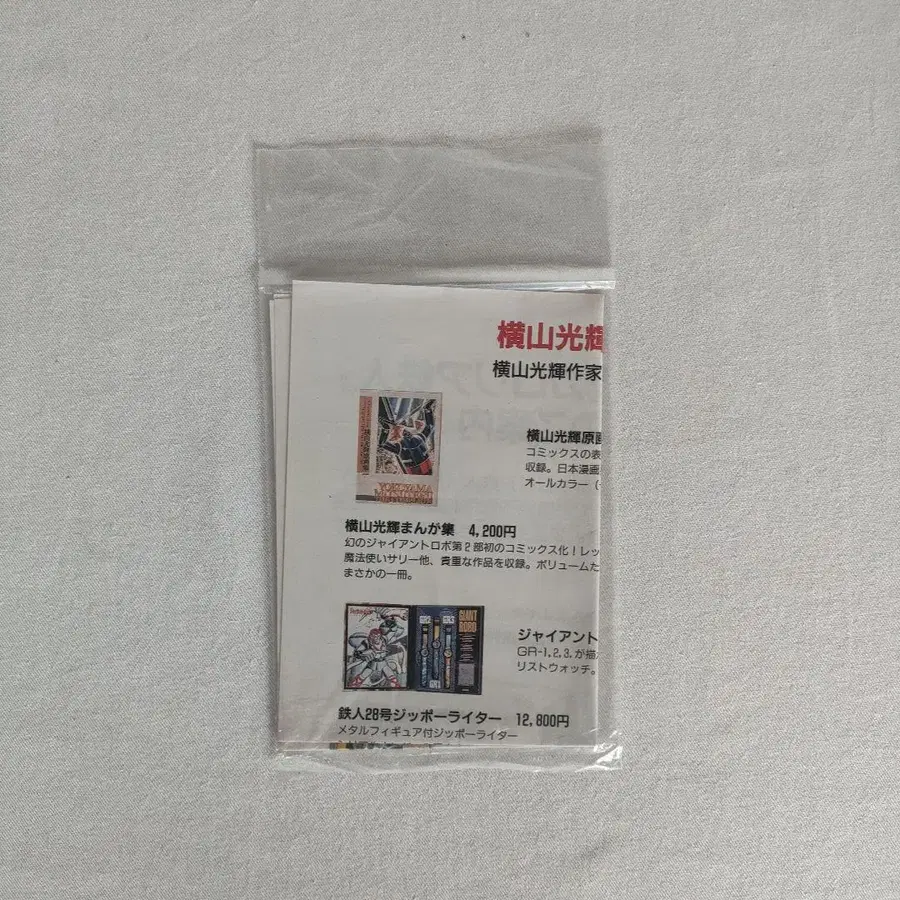 横山光輝
横山光輝作家
横山光輝原画
コミックスの表
収録。日本漫画
オールカラー
YOKOYAMA
横山光輝まんが集 4,200円
幻のジャイアントロボ第2部初のコミックス化!レッ
魔法使いサリー他、貴重な作品を収録。ボリュームた
まさかの一冊。
GIANT
ROBO
ジャイアント
GR-1,2,3.が描
リストウォッチ。
鉄人28号ジッポーライター 12,800円
メタルフィギュア付ジッポーライター